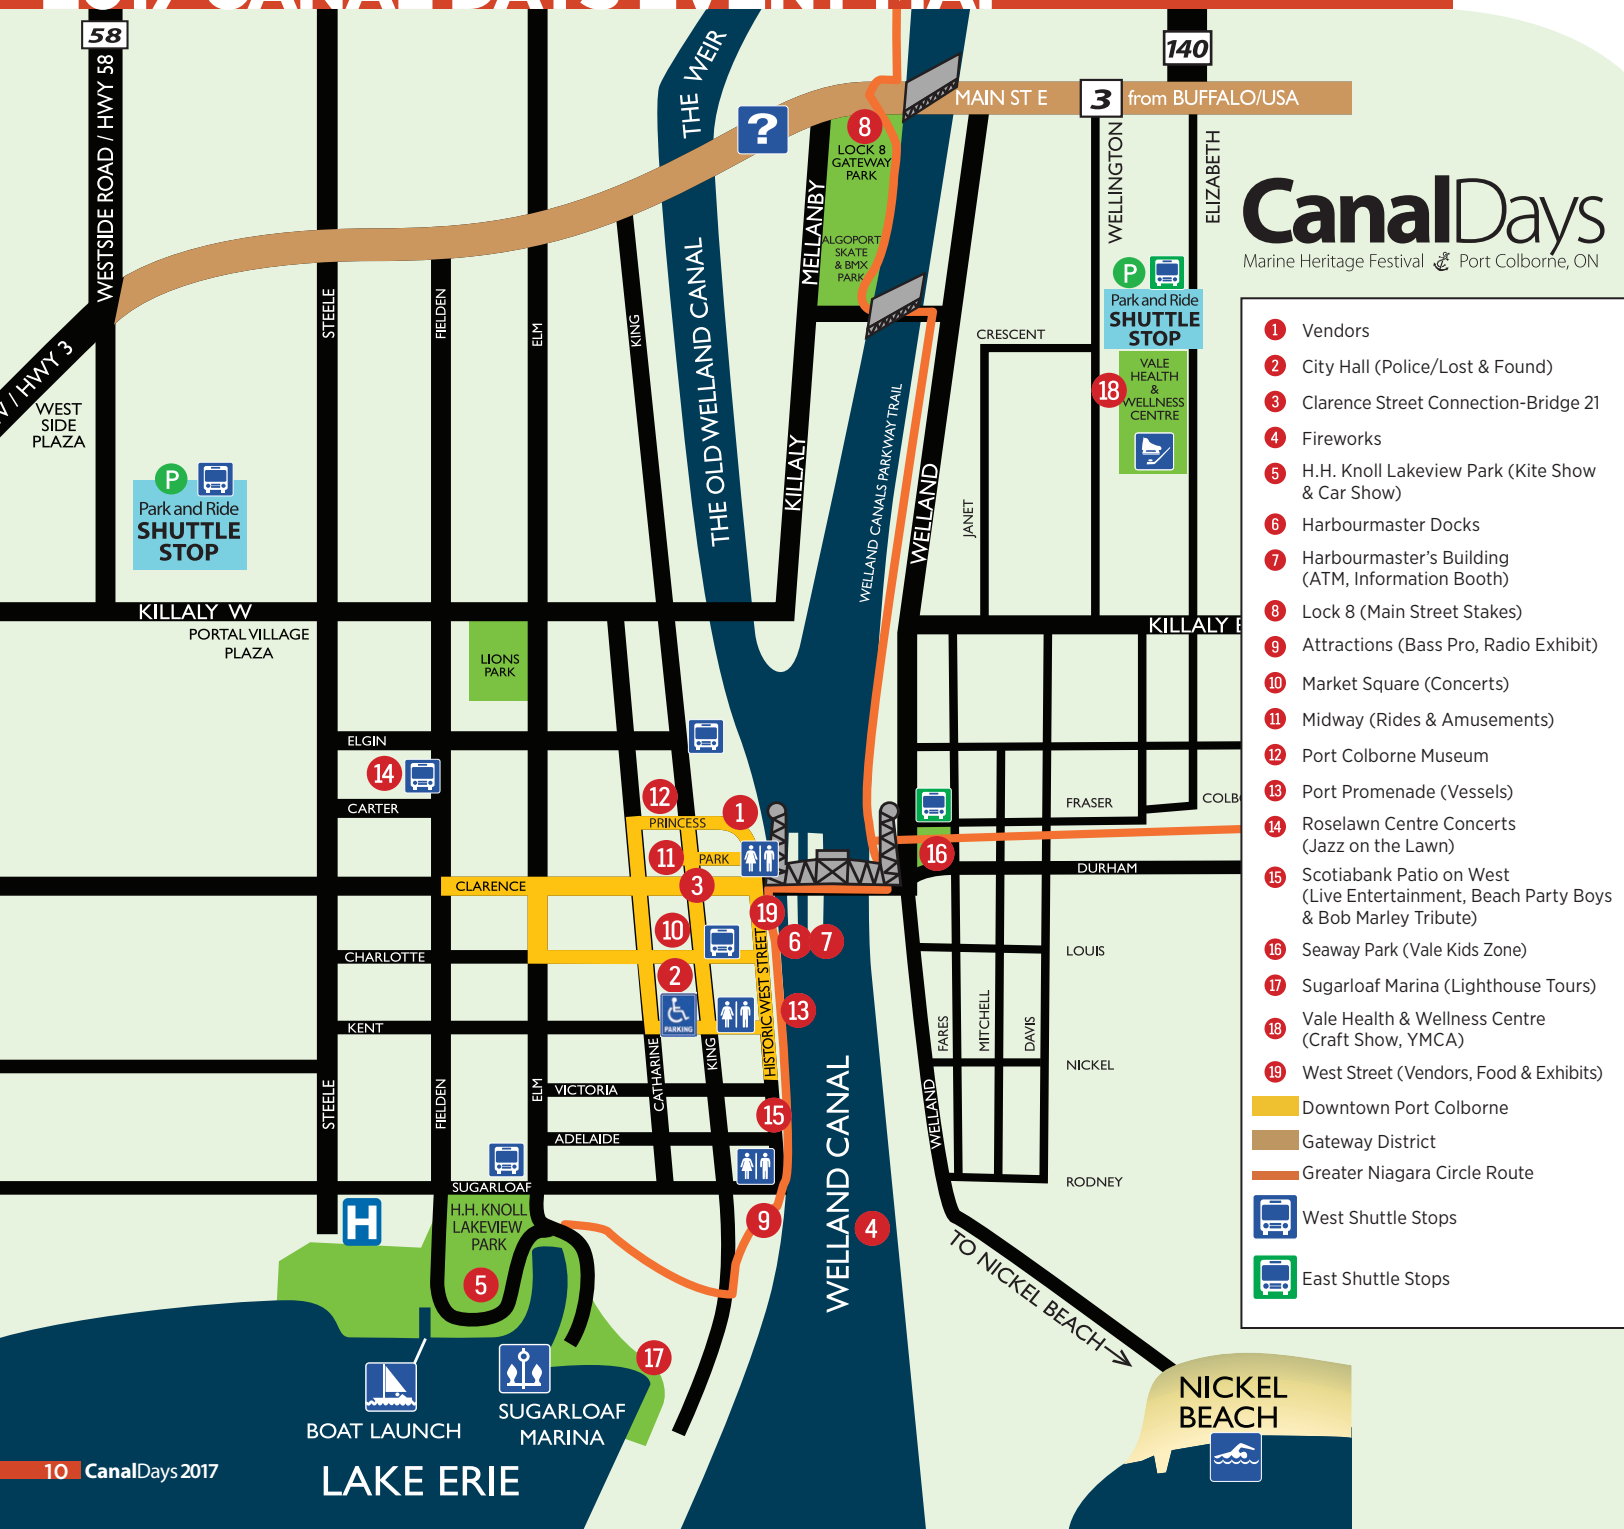 2017 CANAL DAYS EVENT MAP
58
WESTSIDE ROAD / HWY 58
/ HWY 3
WEST
SIDE
PLAZA
P
Park and Ride
SHUTTLE
STOP
KILLALY W
PORTAL VILLAGE
PLAZA
STEELE
FIELDEN
ELM
KING
THE WEIR
THE OLD WELLAND CANAL
?
MELLANBY
8
LOCK 8
GATEWAY
PARK
ALGOPORT
SKATE
& BMX
PARK
KILLALY
WELLAND CANALS PARKWAY TRAIL
WELLAND
MAIN ST E
3
from BUFFALO/USA
140
WELLINGTON
ELIZABETH
P
Park and Ride
SHUTTLE
STOP
CRESCENT
JANET
18
VALE
HEALTH
&
WELLNESS
CENTRE
KILLALY E
LIONS
PARK
ELGIN
14
CARTER
12
1
PRINCESS
11
PARK
CLARENCE
3
19
10
6
7
CHARLOTTE
2
PARKING
13
KENT
HISTORIC WEST STREET
CATHARINE
KING
STEELE
FIELDEN
ELM
VICTORIA
15
ADELAIDE
SUGARLOAF
H
H.H. KNOLL
LAKEVIEW
PARK
5
9
4
WELLAND CANAL
17
BOAT LAUNCH
SUGARLOAF
MARINA
LAKE ERIE
16
FRASER
COLB
DURHAM
LOUIS
FARES
MITCHELL
DAVIS
NICKEL
WELLAND
RODNEY
TO NICKEL BEACH
NICKEL
BEACH
CanalDays
Marine Heritage Festival Port Colborne, ON
1 Vendors
2 City Hall (Police/Lost & Found)
3 Clarence Street Connection-Bridge 21
4 Fireworks
5 H.H. Knoll Lakeview Park (Kite Show
& Car Show)
6 Harbourmaster Docks
7 Harbourmaster's Building
(ATM, Information Booth)
8 Lock 8 (Main Street Stakes)
9 Attractions (Bass Pro, Radio Exhibit)
10 Market Square (Concerts)
11 Midway (Rides & Amusements)
12 Port Colborne Museum
13 Port Promenade (Vessels)
14 Roselawn Centre Concerts
(Jazz on the Lawn)
15 Scotiabank Patio on West
(Live Entertainment, Beach Party Boys
& Bob Marley Tribute)
16 Seaway Park (Vale Kids Zone)
17 Sugarloaf Marina (Lighthouse Tours)
18 Vale Health & Wellness Centre
(Craft Show, YMCA)
19 West Street (Vendors, Food & Exhibits)
Downtown Port Colborne
Gateway District
Greater Niagara Circle Route
West Shuttle Stops
East Shuttle Stops
10 CanalDays 2017